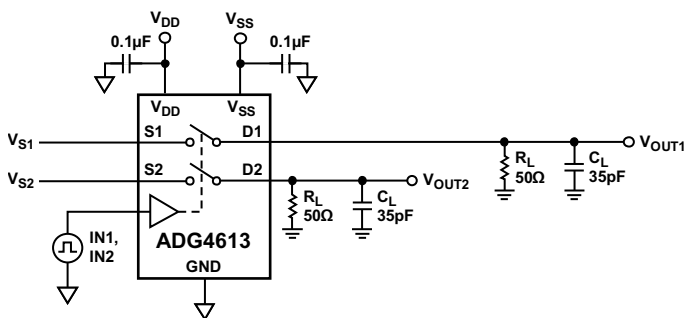 VDD
VSS
0.1µF
0.1µF
VDD
VSS
VS1
S1
D1
VOUT1
VS2
S2
D2
VOUT2
RL
50Ω
CL
35pF
RL
50Ω
CL
35pF
IN1,
IN2
ADG4613
GND